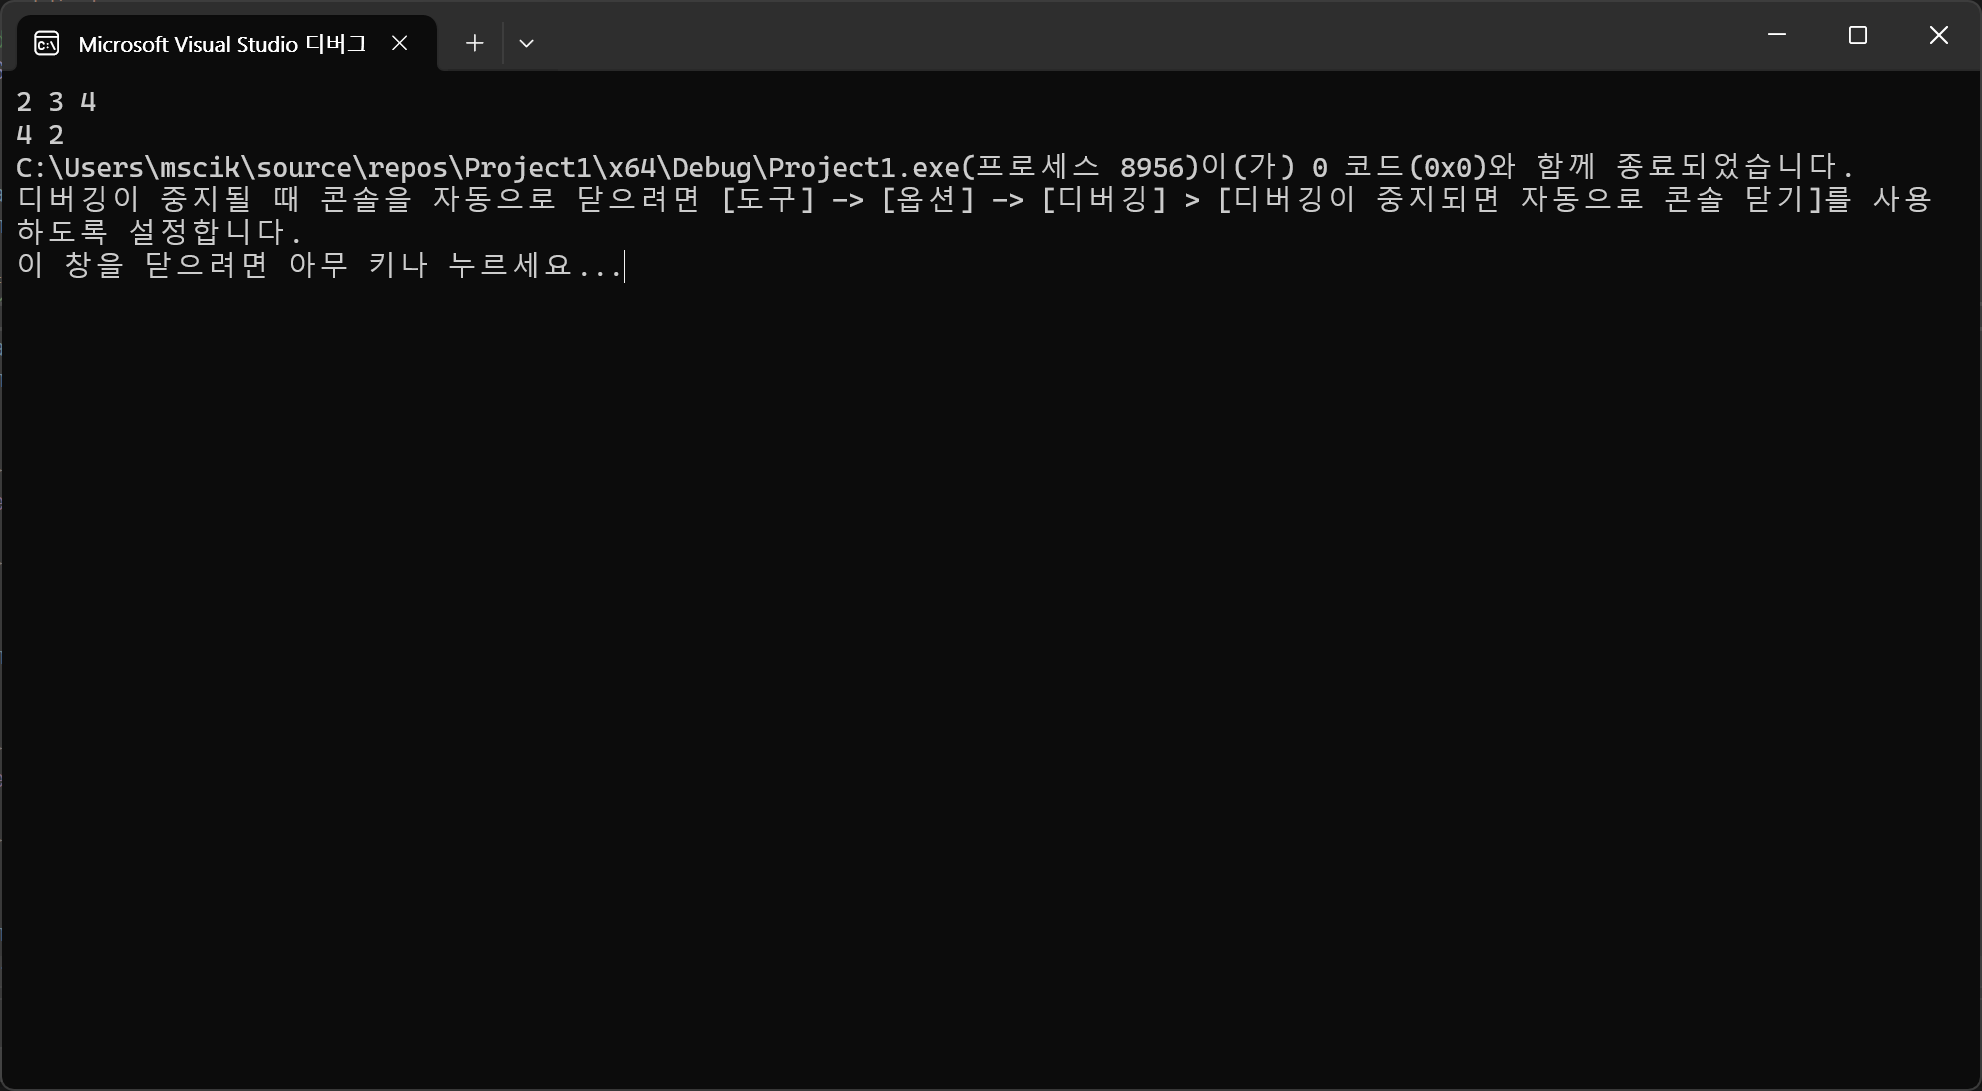 Microsoft Visual Studio 디버그
2 3 4
4 2
C:\Users\mscik\source\repos\Project1\x64\Debug\Project1.exe(프로세스 8956)이(가) 0 코드(0x0)와 함께 종료되었습니다.
디버깅이 중지될 때 콘솔을 자동으로 닫으려면 [도구] -> [옵션] -> [디버깅] > [디버깅이 중지되면 자동으로 콘솔 닫기]를 사용
하도록 설정합니다.
이 창을 닫으려면 아무 키나 누르세요...